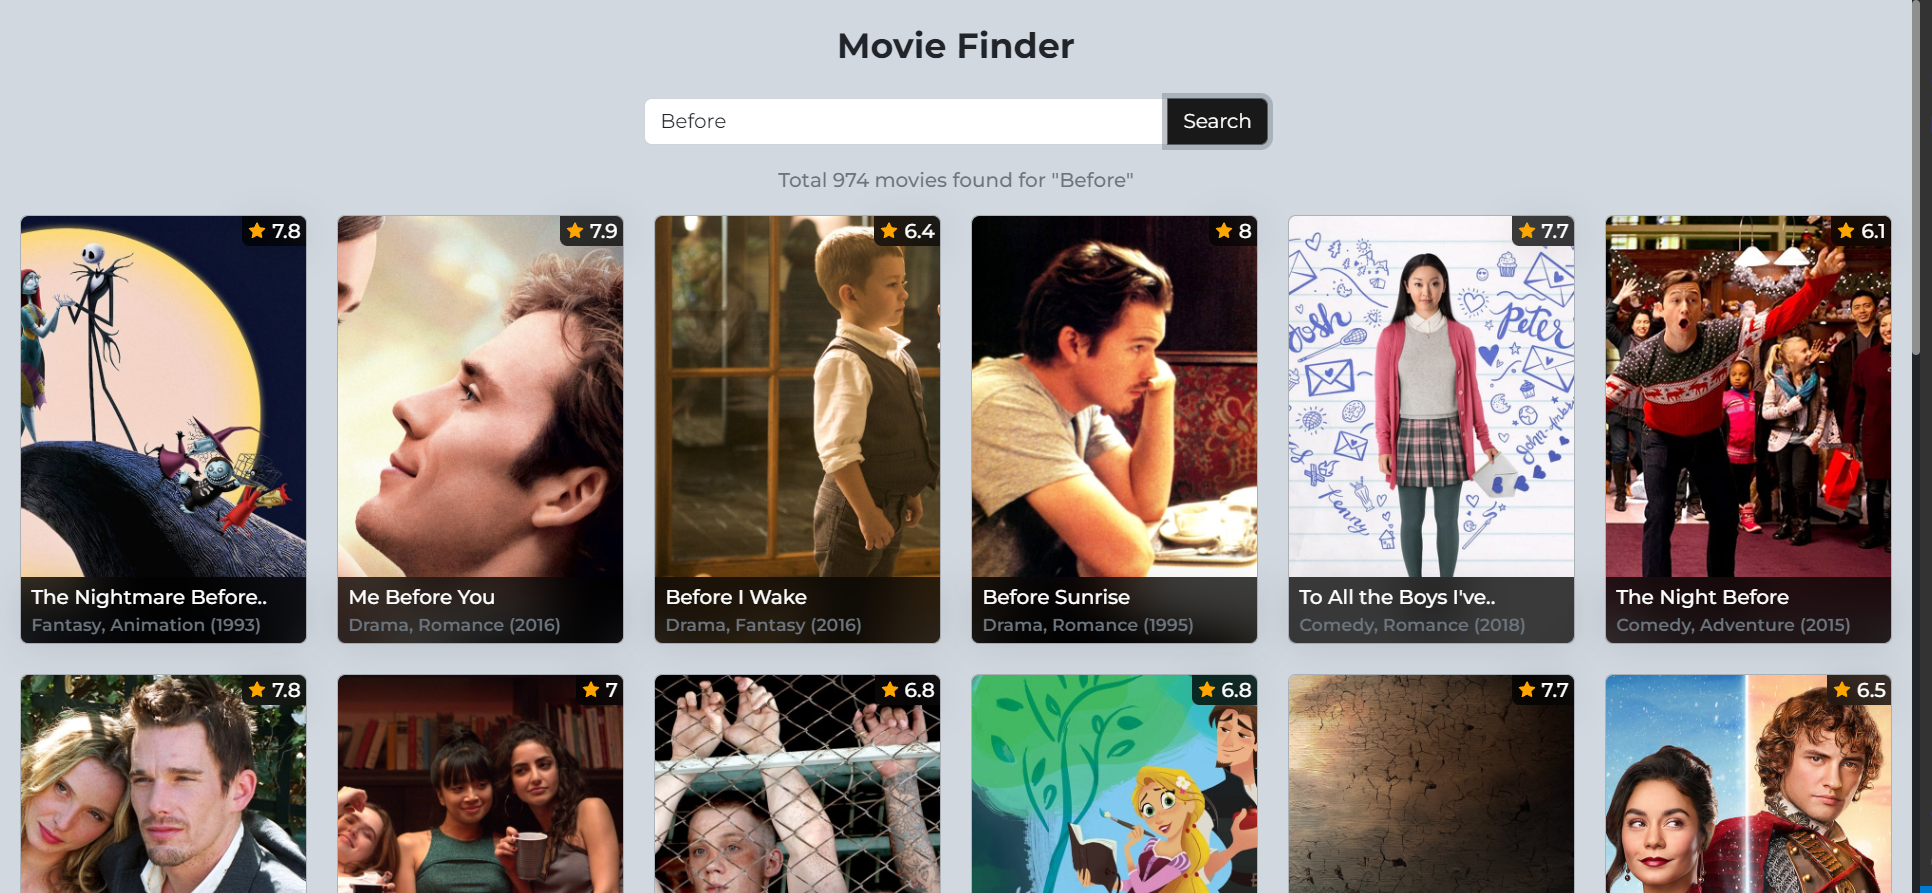 Movie Finder
Before
Search
Total 974 movies found for "Before"
7.8
7.9
6.4
8
7.7
6.1
Josh
Peter
Kenny
The Nightmare Before..
Fantasy, Animation (1993)
Me Before You
Drama, Romance (2016)
Before I Wake
Drama, Fantasy (2016)
Before Sunrise
Drama, Romance (1995)
To All the Boys I've..
Comedy, Romance (2018)
The Night Before
Comedy, Adventure (2015)
7.8
7
6.8
6.8
7.7
6.5